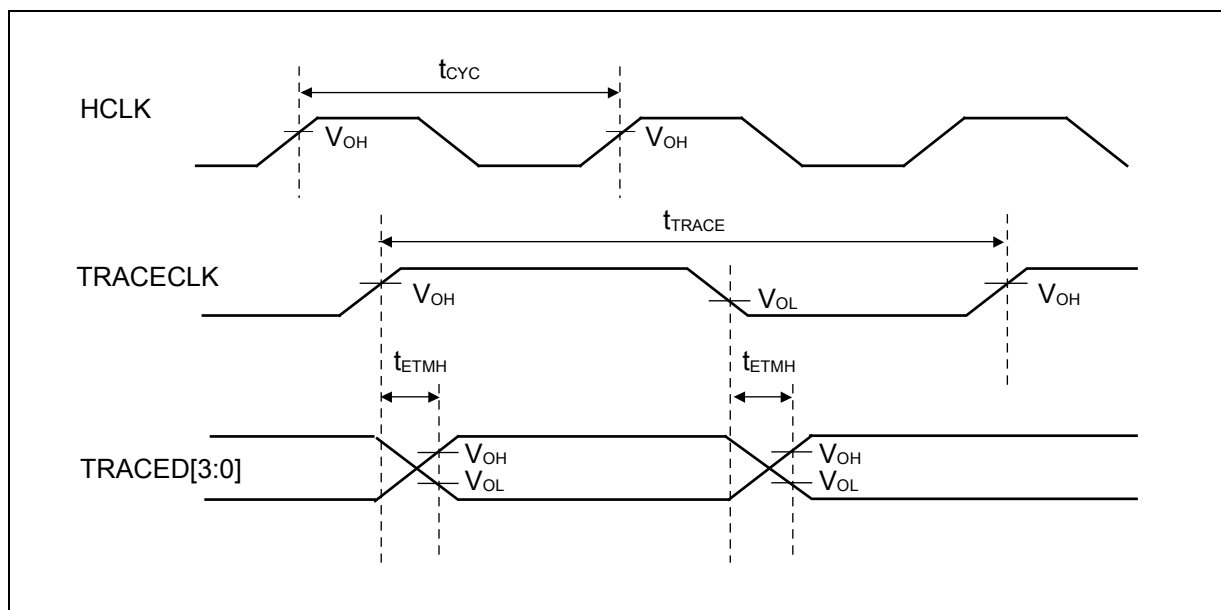 tCYC
HCLK
VOH
VOH
tTRACE
TRACECLK
VOH
VOL
VOH
tETMH
tETMH
TRACED[3:0]
VOH
VOL
VOH
VOL